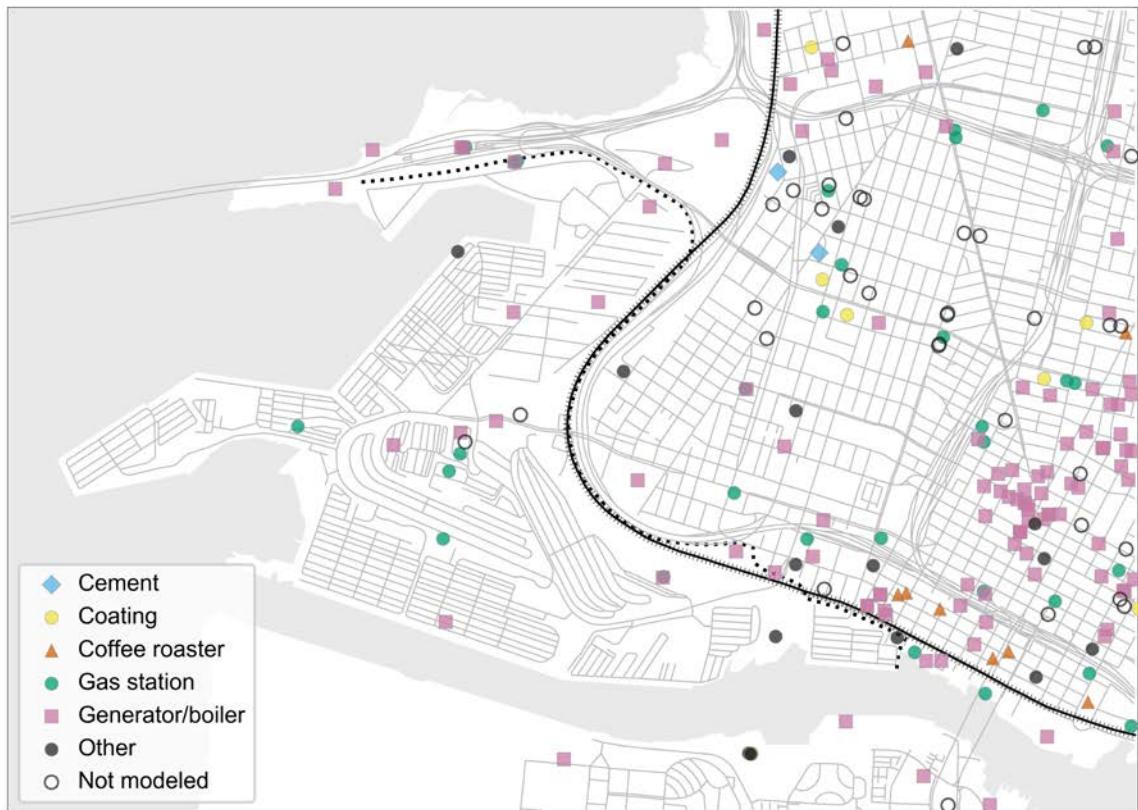 Cement
Coating
Coffee roaster
Gas station
Generator/boiler
Other
Not modeled